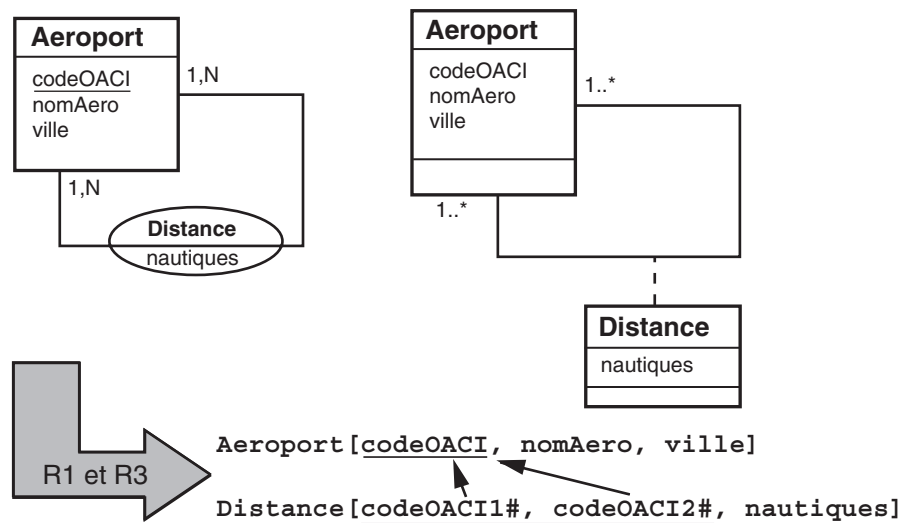 Aeroport
codeOACI
nomAero
ville
1,N
1,N
Distance
nautiques
Aeroport
codeOACI
nomAero
ville
1..*
1..*
Distance
nautiques
R1 et R3
Aeroport[codeOACI, nomAero, ville]
Distance[codeOACI1#, codeOACI2#, nautiques]